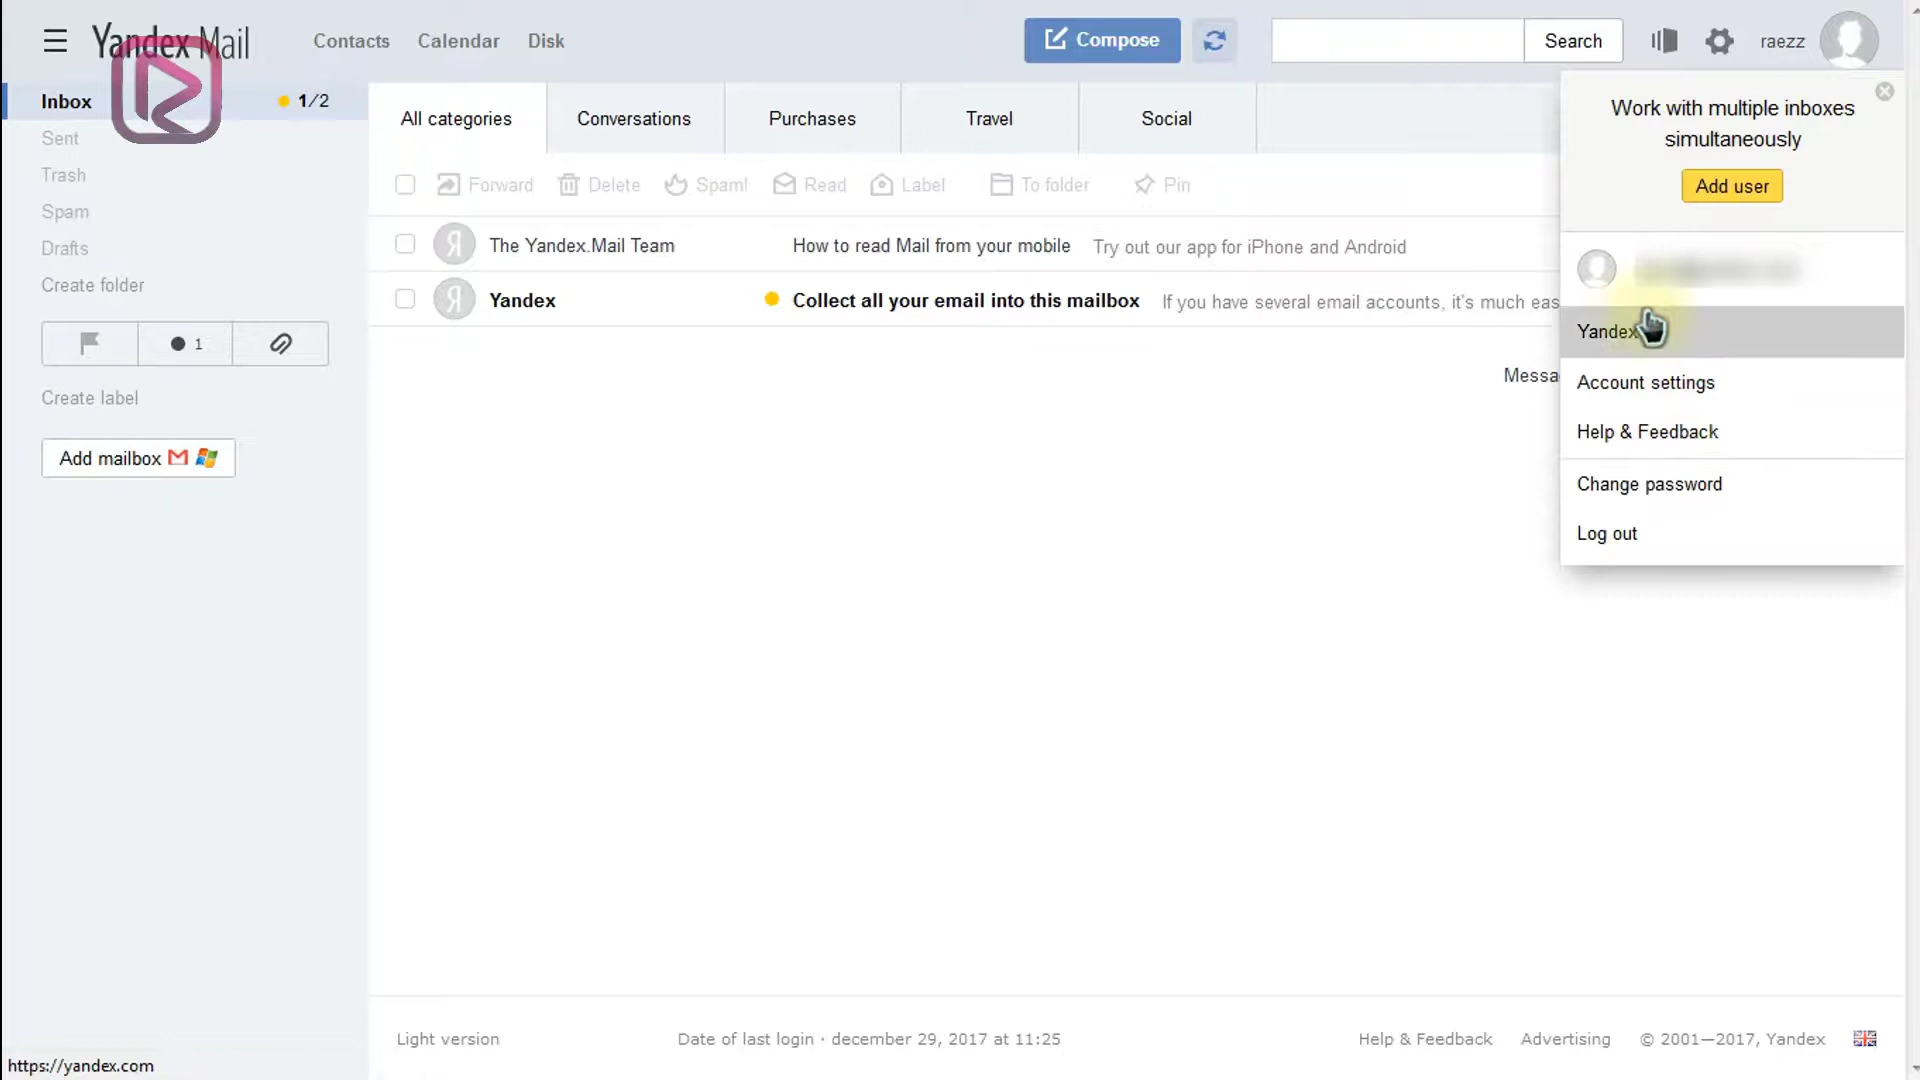 Yandex Mail
Contacts
Calendar
Disk
Compose
Search
raezz
Inbox
1/2
Sent
Trash
Spam
Drafts
Create folder
1
Create label
Add mailbox
All categories
Conversations
Purchases
Travel
Social
Forward
Delete
Spam!
Read
Label
To folder
Pin
Я
The Yandex.Mail Team
How to read Mail from your mobile
Try out our app for iPhone and Android
Я
Yandex
Collect all your email into this mailbox
If you have several email accounts, it's much eas
Messa
Work with multiple inboxes
simultaneously
Add user
Yandex
Account settings
Help & Feedback
Change password
Log out
Light version
Date of last login · december 29, 2017 at 11:25
Help & Feedback
Advertising
© 2001—2017, Yandex
https://yandex.com